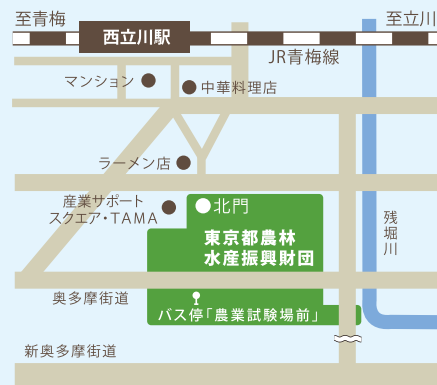 至青梅
至立川
西立川駅
JR青梅線
マンション
中華料理店
ラーメン店
産業サポート
スクエア・TAMA
北門
東京都農林
水産振興財団
残堀川
奥多摩街道
バス停「農業試験場前」
新奥多摩街道